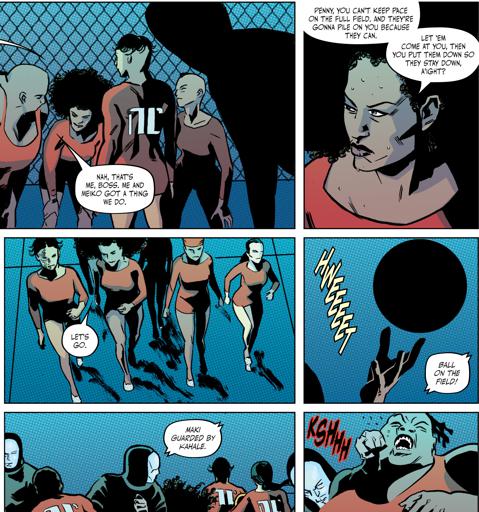 NAH, THAT'S
ME, BOSS. ME AND
MEIKO GOT A THING
WE DO.
PENNY, YOU CAN'T KEEP PACE
ON THE FULL FIELD, AND THEY'RE
GONNA PILE ON YOU BECAUSE
THEY CAN.
LET 'EM
COME AT YOU, THEN
YOU PUT THEM DOWN SO
THEY STAY DOWN,
A'IGHT?
LET'S
GO.
BALL
ON THE
FIELD!
MAKI
GUARDED BY
KAHALE.
KSHHH